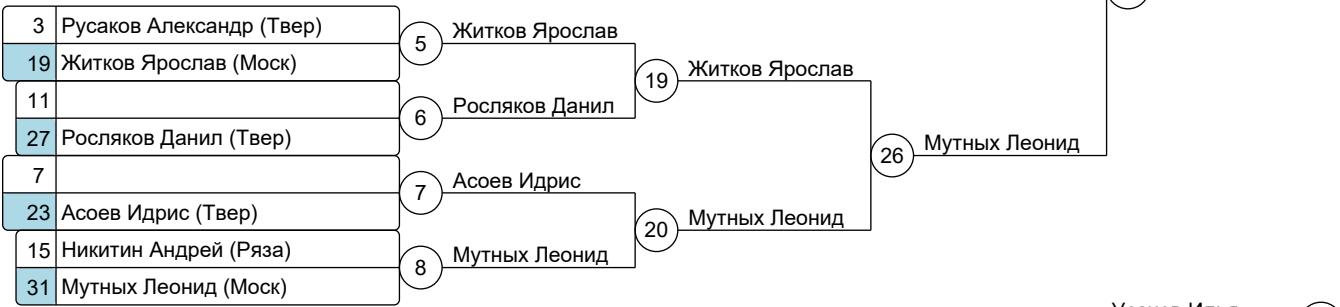 3 Русаков Александр (Твер)
5 Житков Ярослав
19 Житков Ярослав (Моск)
19 Житков Ярослав
11
6 Росляков Данил
27 Росляков Данил (Твер)
26 Мутных Леонид
7
7 Асоев Идрис
23 Асоев Идрис (Твер)
20 Мутных Леонид
15 Никитин Андрей (Ряза)
8 Мутных Леонид
31 Мутных Леонид (Моск)